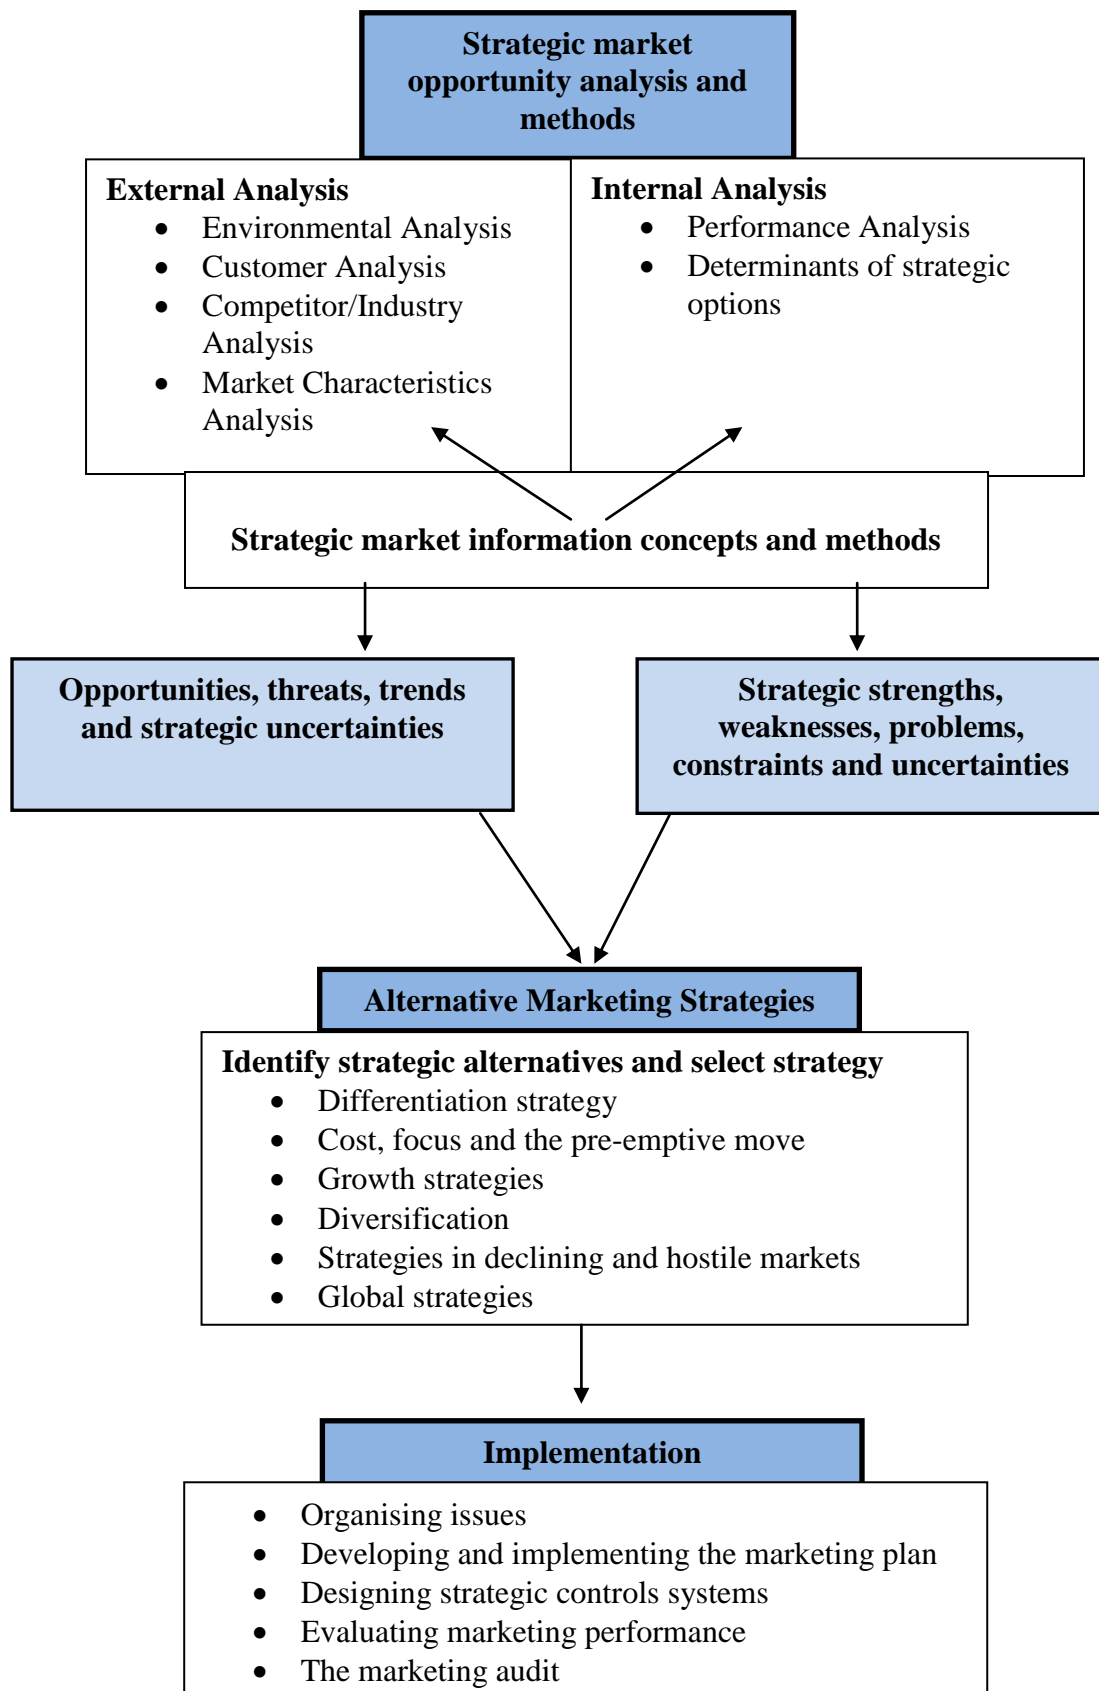 Strategic market
opportunity analysis and
methods
External Analysis
• Environmental Analysis
• Customer Analysis
• Competitor/Industry
Analysis
• Market Characteristics
Analysis
Internal Analysis
• Performance Analysis
• Determinants of strategic
options
Strategic market information concepts and methods
Opportunities, threats, trends
and strategic uncertainties
Strategic strengths,
weaknesses, problems,
constraints and uncertainties
Alternative Marketing Strategies
Identify strategic alternatives and select strategy
• Differentiation strategy
• Cost, focus and the pre-emptive move
• Growth strategies
• Diversification
• Strategies in declining and hostile markets
• Global strategies
Implementation
• Organising issues
• Developing and implementing the marketing plan
• Designing strategic controls systems
• Evaluating marketing performance
• The marketing audit